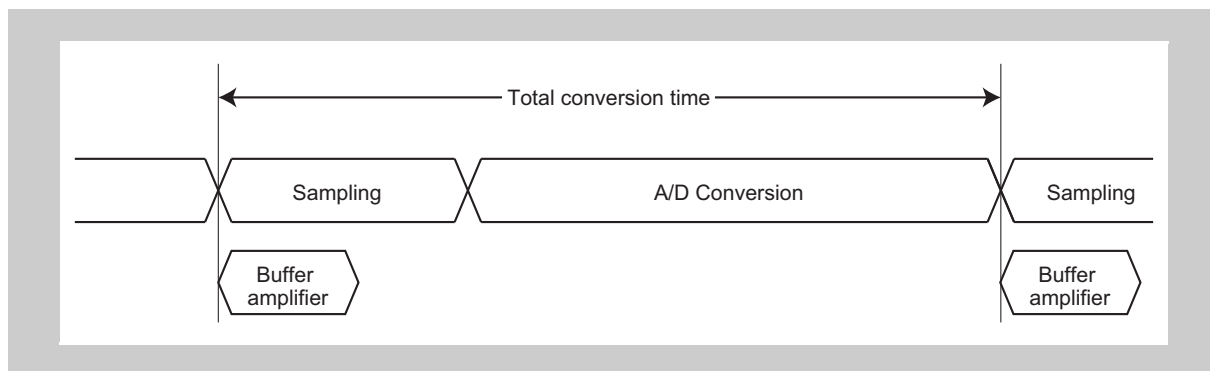 Total conversion time
Sampling
A/D Conversion
Sampling
Buffer
amplifier
Buffer
amplifier